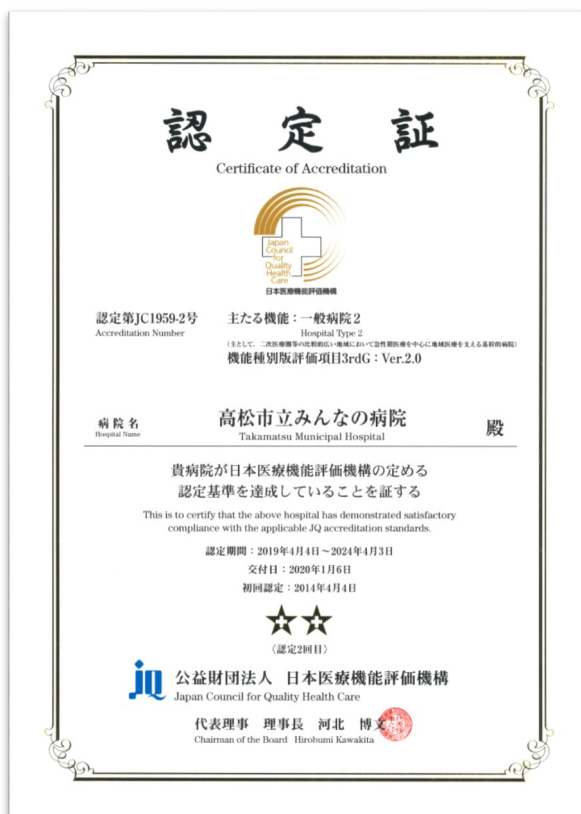 認定証
Certificate of Accreditation
Japan
Council
for
Quality
Health
Care
日本医療機能評価機構
認定第JC1959-2号
Accreditation Number
主たる機能：一般病院２
Hospital Type 2
(主として、二次医療圏等の比較的広い地域において急性期医療を中心に地域医療を支える基幹的病院)
機能種別版評価項目3rdG：Ver.2.0
病院名
Hospital Name
高松市立みんなの病院
Takamatsu Municipal Hospital
殿
貴病院が日本医療機能評価機構の定める
認定基準を達成していることを証する
This is to certify that the above hospital has demonstrated satisfactory
compliance with the applicable JQ accreditation standards.
認定期間：2019年4月4日～2024年4月3日
交付日：2020年1月6日
初回認定：2014年4月4日
〈認定2回目〉
jQ
公益財団法人 日本医療機能評価機構
Japan Council for Quality Health Care
代表理事 理事長 河北 博文
Chairman of the Board Hirobumi Kawakita